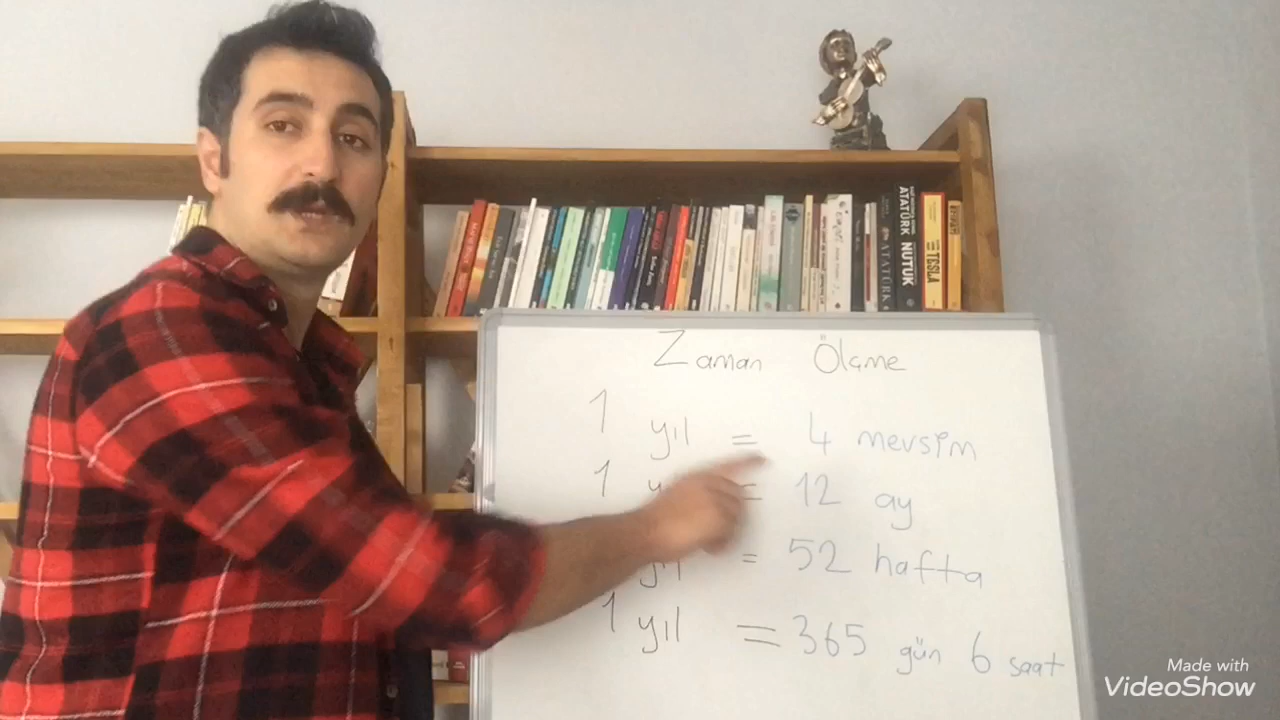 ATATÜRK
NUTUK
ATATÜRK
TESLA
Zaman Ölçme
1 yıl = 4 mevsim
1 = 12 ay
yıl = 52 hafta
1 yıl = 365 gün 6 saat
Made with
VideoShow